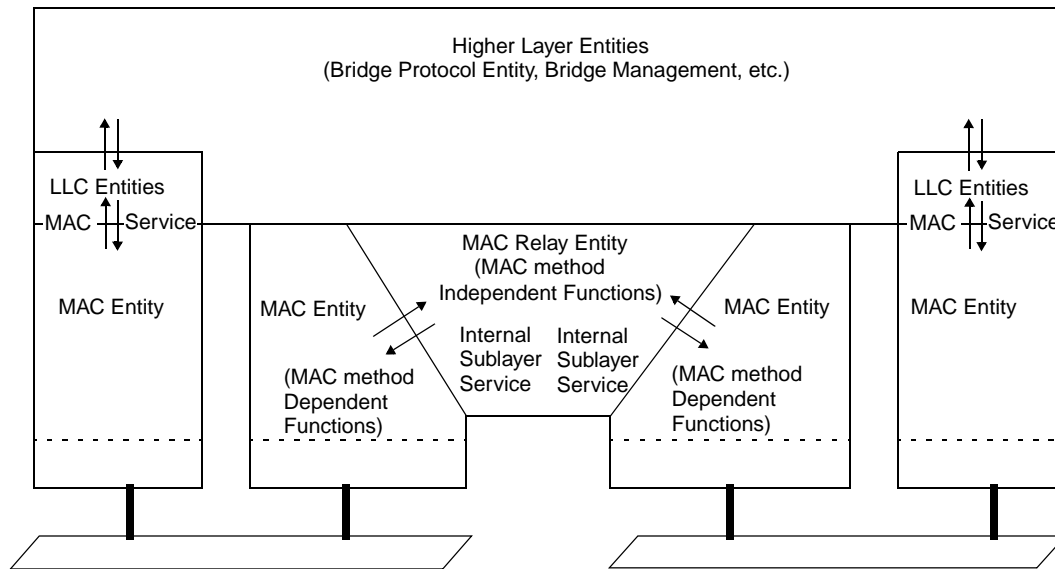 Higher Layer Entities
(Bridge Protocol Entity, Bridge Management, etc.)
LLC Entities
MAC Service
MAC Entity
MAC Entity
(MAC method
Dependent
Functions)
MAC Relay Entity
(MAC method
Independent Functions)
Internal
Sublayer
Service
Internal
Sublayer
Service
MAC Entity
(MAC method
Dependent
Functions)
LLC Entities
MAC Service
MAC Entity